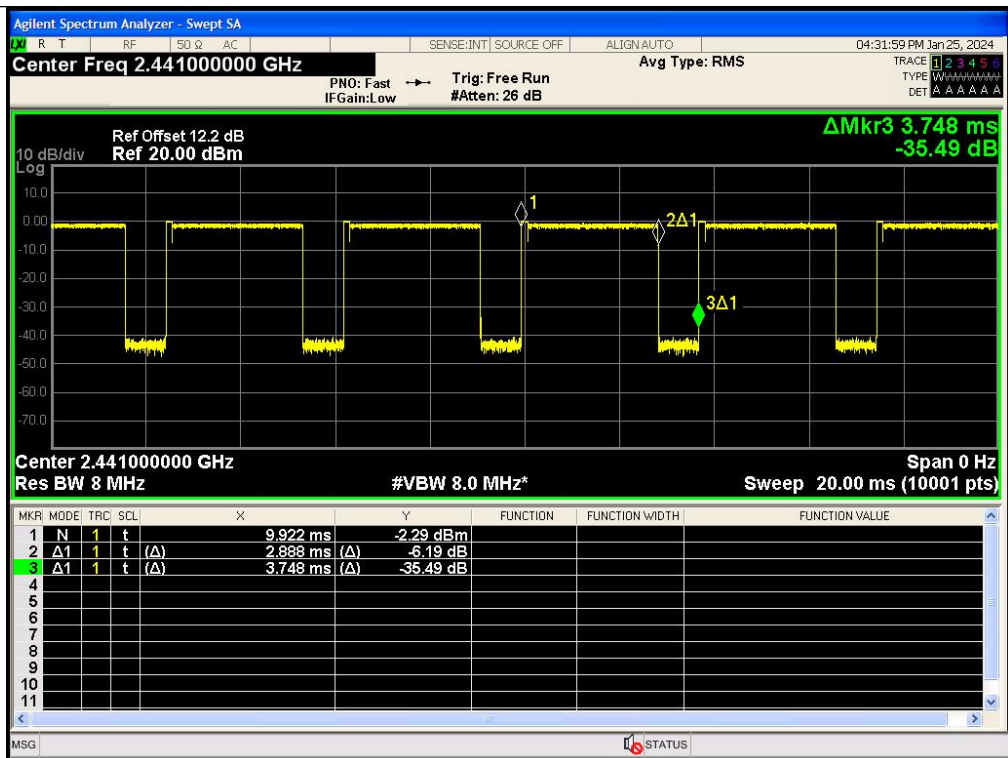 Agilent Spectrum Analyzer - Swept SA
LXI R T RF 50 Ω AC SENSE:INT SOURCE OFF ALIGN AUTO 04:31:59 PM Jan 25, 2024
Center Freq 2.441000000 GHz
PNO: Fast
IFGain:Low
Trig: Free Run
#Atten: 26 dB
Avg Type: RMS
TRACE 1 2 3 4 5 6
TYPE W
DET A A A A A A
ΔMkr3 3.748 ms
-35.49 dB
Ref Offset 12.2 dB
10 dB/div Ref 20.00 dBm
Log
10.0
0.00
-10.0
-20.0
-30.0
-40.0
-50.0
-60.0
-70.0
1
2Δ1
3Δ1
Center 2.441000000 GHz Span 0 Hz
Res BW 8 MHz #VBW 8.0 MHz* Sweep 20.00 ms (10001 pts)
MKR MODE TRC SCL X Y FUNCTION FUNCTION WIDTH FUNCTION VALUE
1 N 1 t 9.922 ms -2.29 dBm
2 Δ1 1 t (Δ) 2.888 ms (Δ) -6.19 dB
3 Δ1 1 t (Δ) 3.748 ms (Δ) -35.49 dB
4
5
6
7
8
9
10
11
MSG STATUS